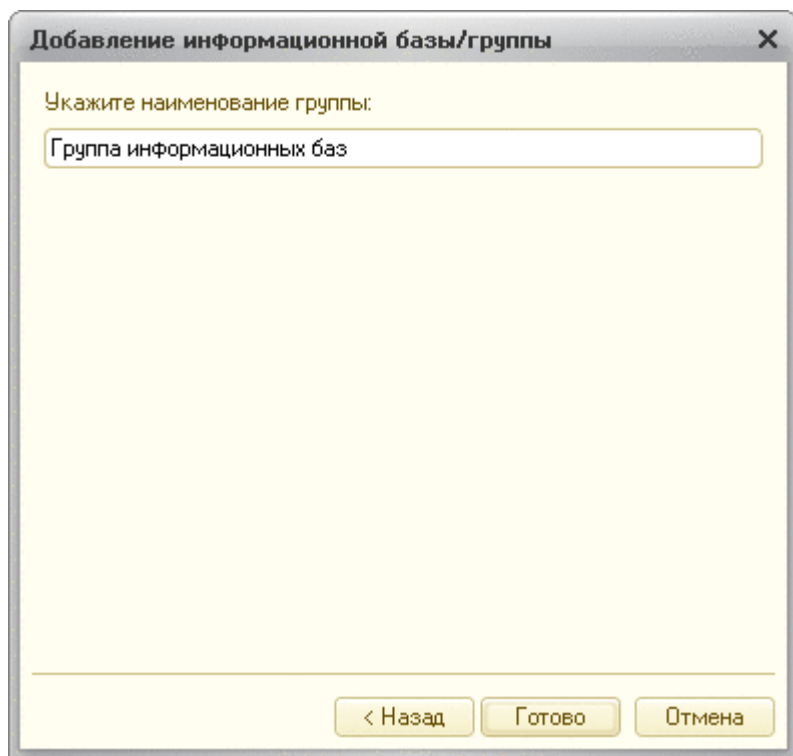 Добавление информационной базы/группы
Укажите наименование группы:
Группа информационных баз
< Назад Готово Отмена